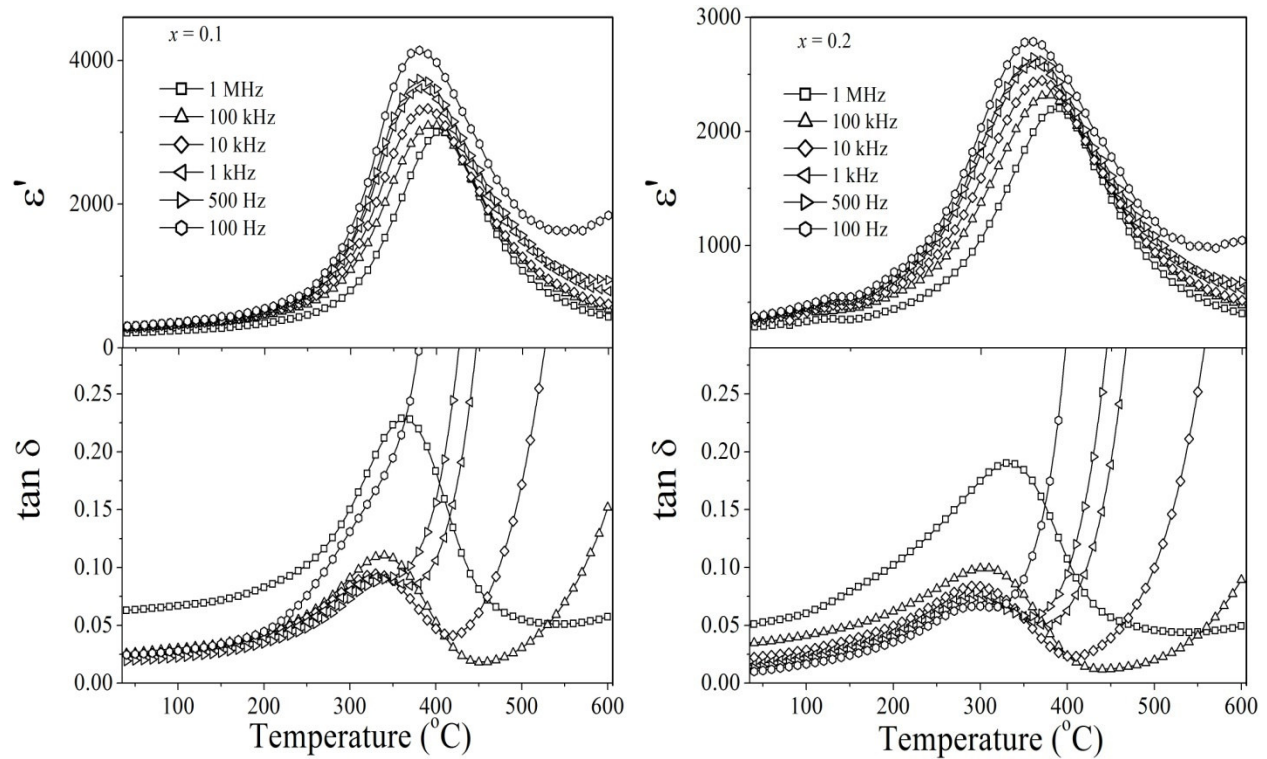 x = 0.1
1 MHz
100 kHz
10 kHz
1 kHz
500 Hz
100 Hz
ε'
4000
2000
0
tan δ
0.25
0.20
0.15
0.10
0.05
0.00
100 200 300 400 500 600
Temperature (°C)
x = 0.2
1 MHz
100 kHz
10 kHz
1 kHz
500 Hz
100 Hz
ε'
3000
2000
1000
tan δ
0.25
0.20
0.15
0.10
0.05
0.00
100 200 300 400 500 600
Temperature (°C)